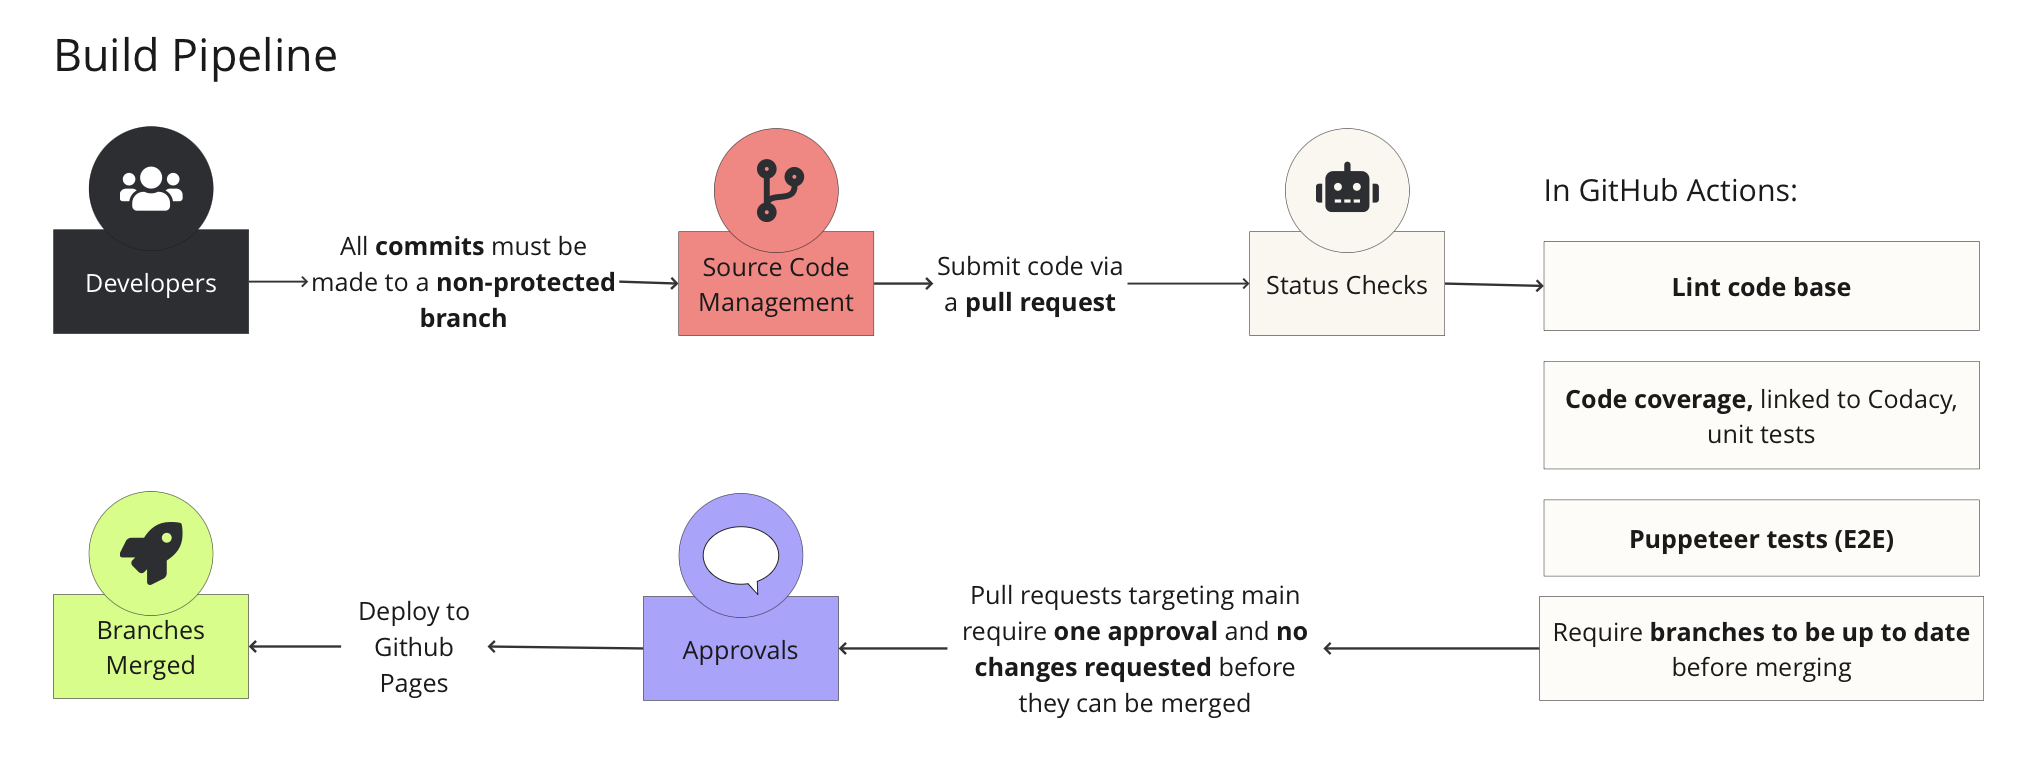 Build Pipeline
Developers
All commits must be
made to a non-protected
branch
Source Code
Management
Submit code via
a pull request
Status Checks
In GitHub Actions:
Lint code base
Code coverage, linked to Codacy,
unit tests
Puppeteer tests (E2E)
Require branches to be up to date
before merging
Pull requests targeting main
require one approval and no
changes requested before
they can be merged
Approvals
Deploy to
Github
Pages
Branches
Merged